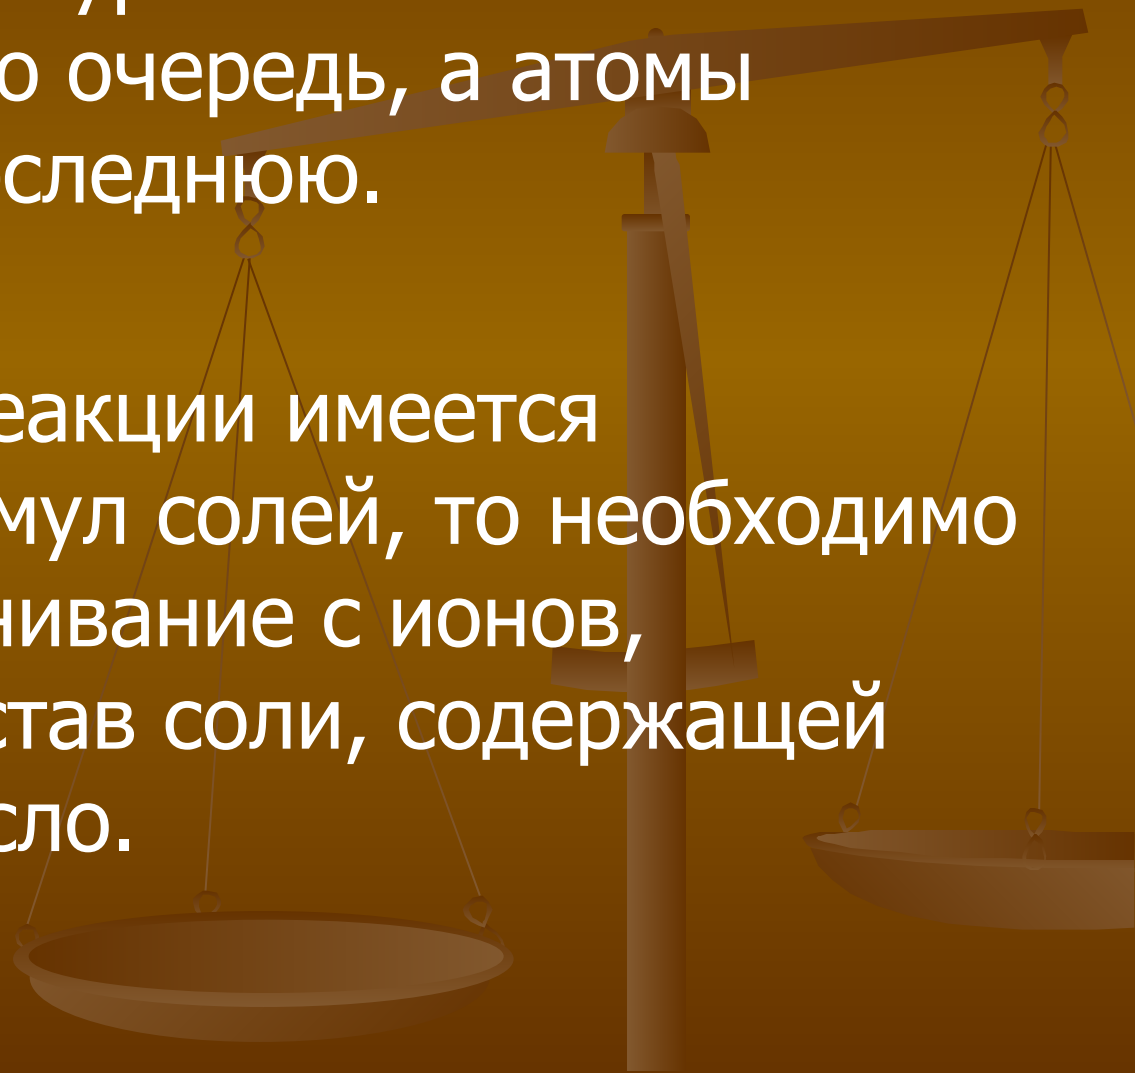 о очередь, а атомы
следнюю.
еакции имеется
мул солей, то необходимо
нивание с ионов,
став соли, содержащей
сло.